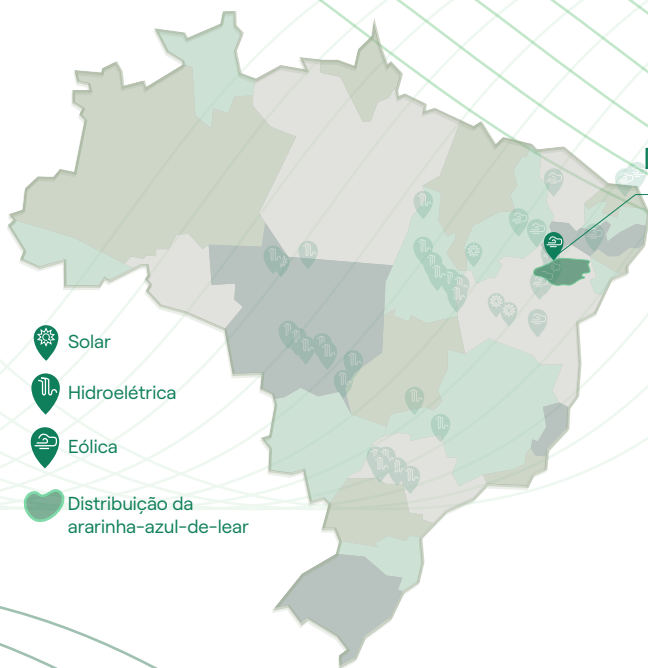 Solar
Hidroelétrica
Eólica
Distribuição da
ararinha-azul-de-lear